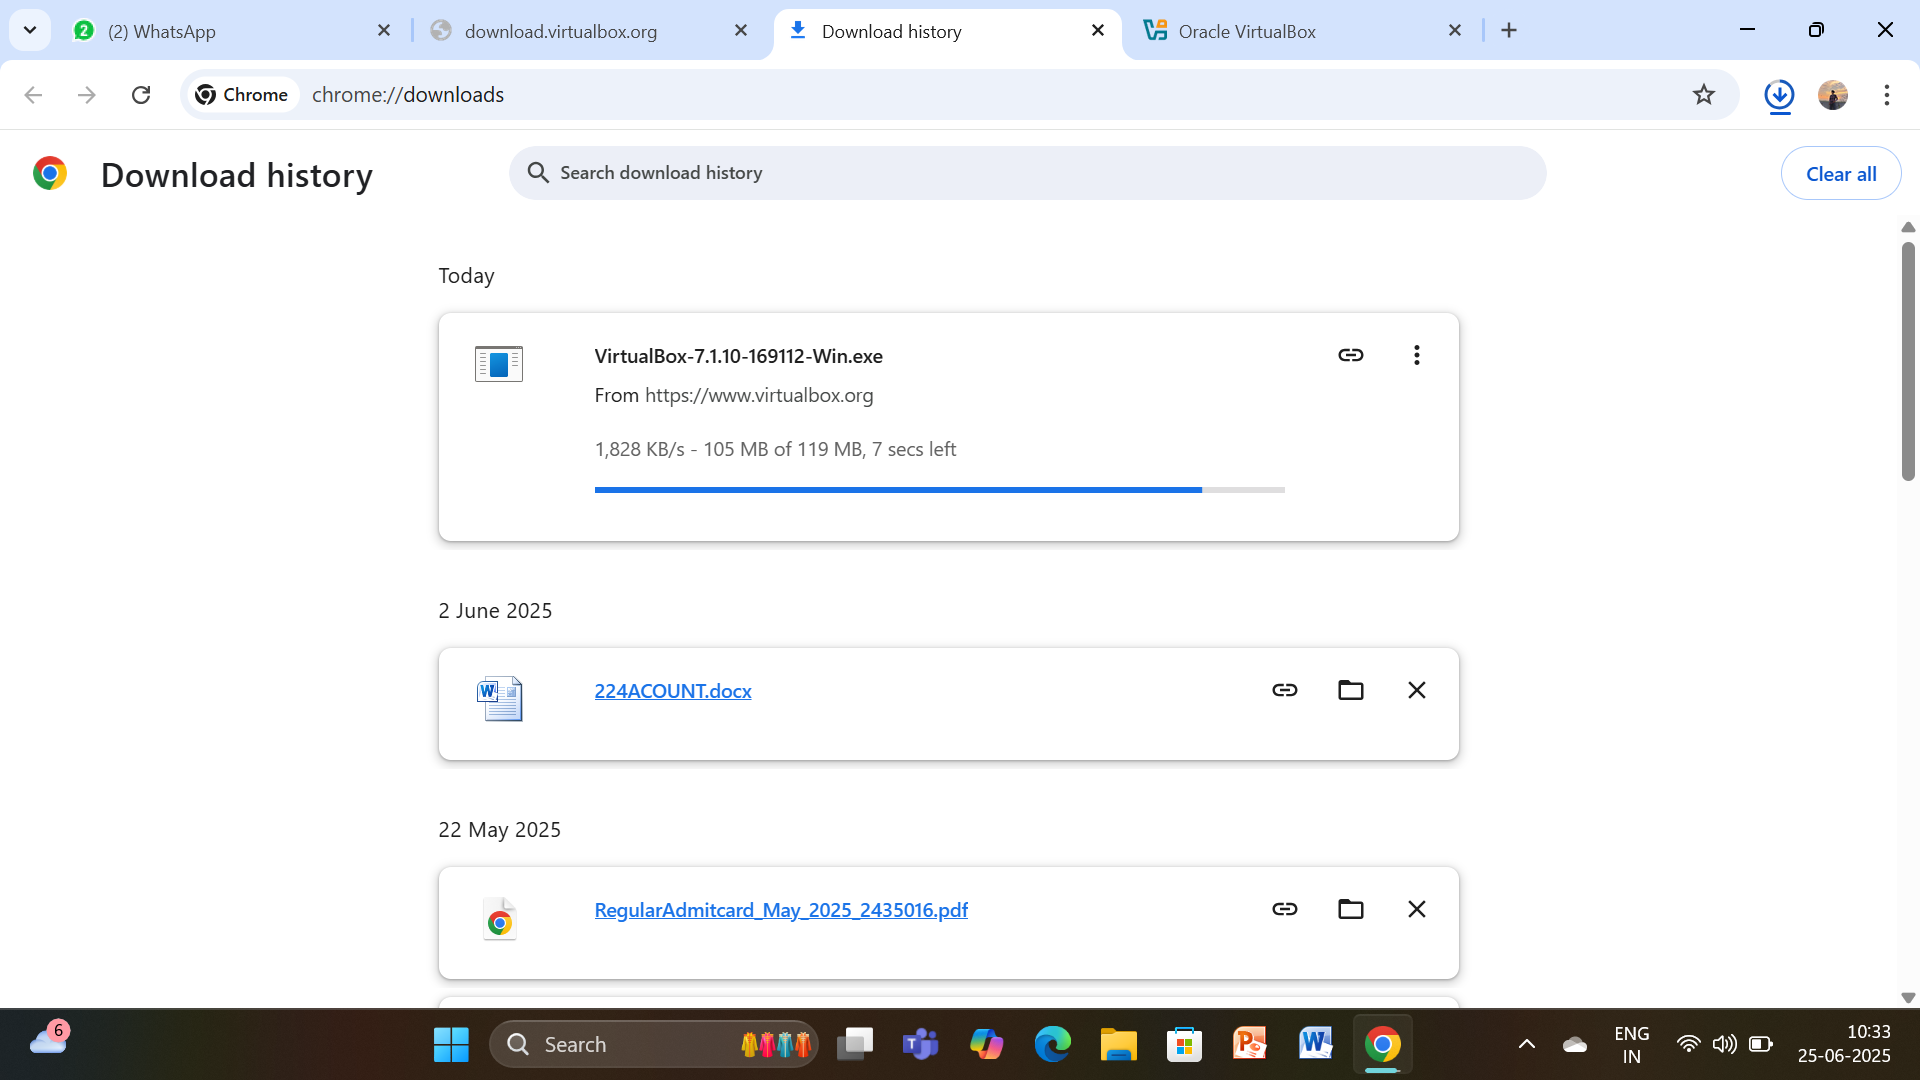 2
(2) WhatsApp
download.virtualbox.org
Download history
Oracle VirtualBox
Chrome
chrome://downloads
Download history
Search download history
Clear all
Today
VirtualBox-7.1.10-169112-Win.exe
From https://www.virtualbox.org
1,828 KB/s - 105 MB of 119 MB, 7 secs left
2 June 2025
W
224ACOUNT.docx
22 May 2025
RegularAdmitcard_May_2025_2435016.pdf
6
Search
T
P
W
ENG
IN
10:33
25-06-2025